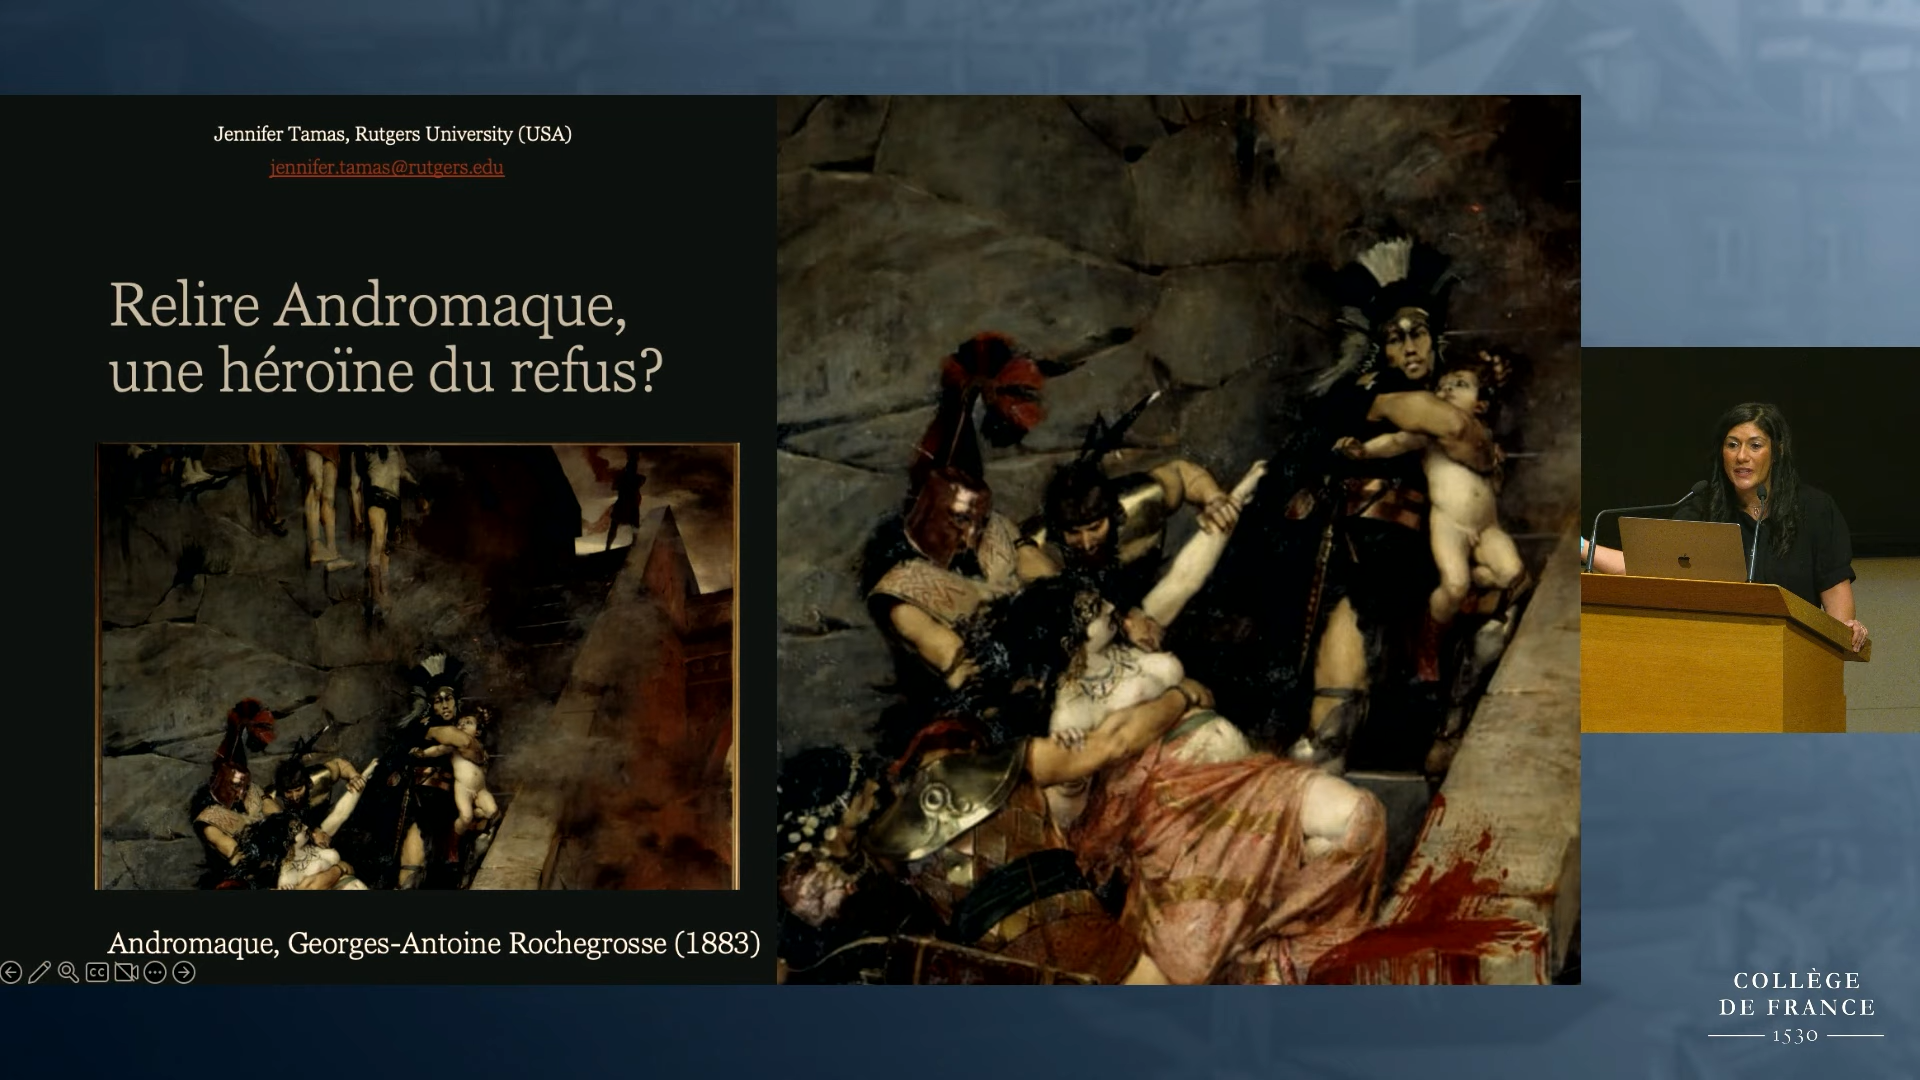 Jennifer Tamas, Rutgers University (USA)
jennifer.tamas@rutgers.edu
Relire Andromaque,
une héroïne du refus?
Andromaque, Georges-Antoine Rochegrosse (1883)
CC
COLLÈGE
DE FRANCE
1530